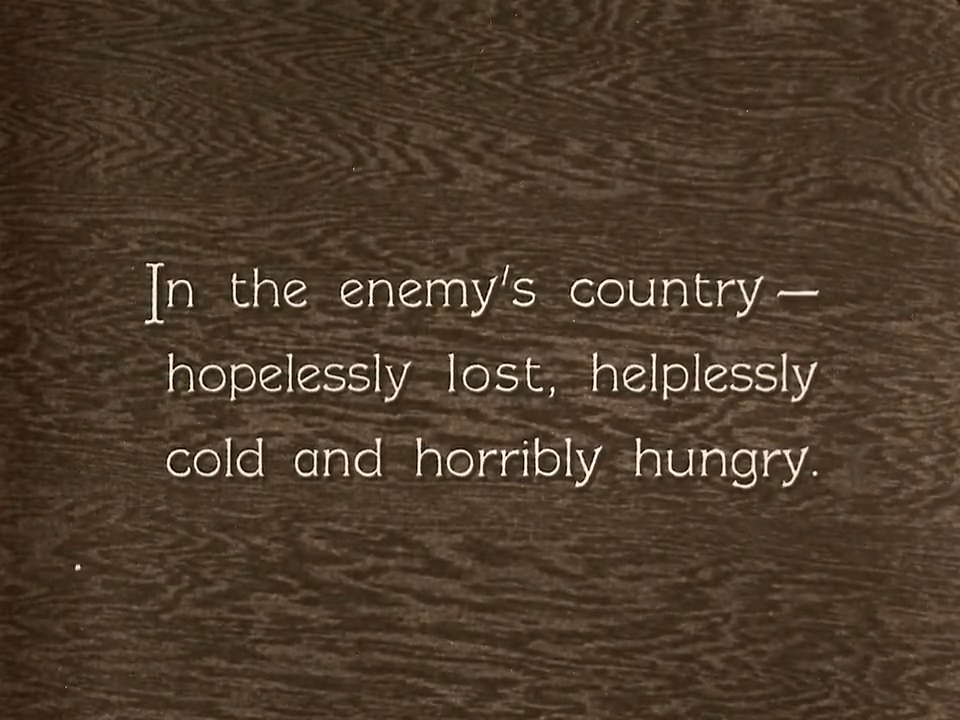 In the enemy's country —
hopelessly lost, helplessly
cold and horribly hungry.